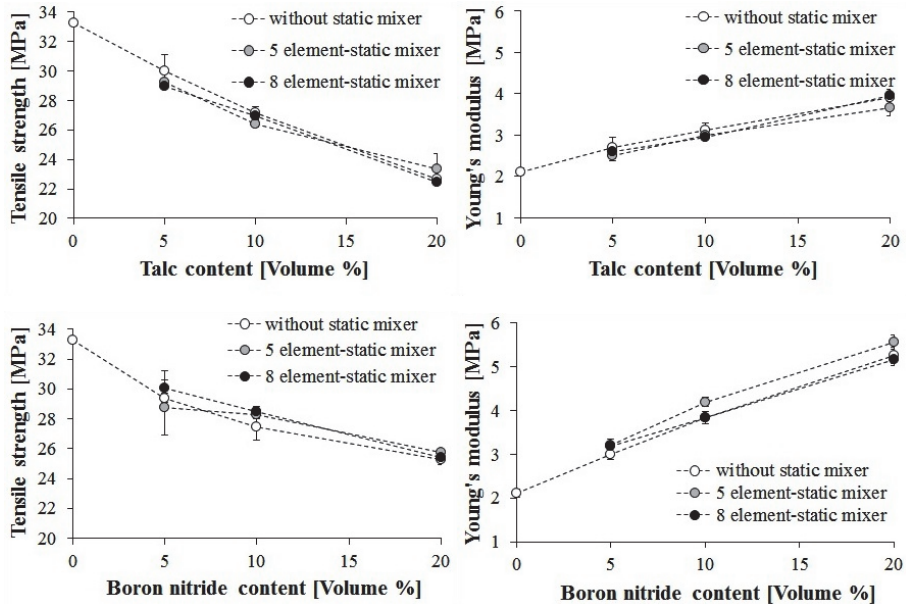 Tensile strength [MPa]
34
32
30
28
26
24
22
20
0
5
10
15
20
Talc content [Volume %]
without static mixer
5 element-static mixer
8 element-static mixer
Young's modulus [MPa]
6
5
4
3
2
1
0
5
10
15
20
Talc content [Volume %]
without static mixer
5 element-static mixer
8 element-static mixer
Tensile strength [MPa]
34
32
30
28
26
24
22
20
0
5
10
15
20
Boron nitride content [Volume %]
without static mixer
5 element-static mixer
8 element-static mixer
Young's modulus [MPa]
6
5
4
3
2
1
0
5
10
15
20
Boron nitride content [Volume %]
without static mixer
5 element-static mixer
8 element-static mixer